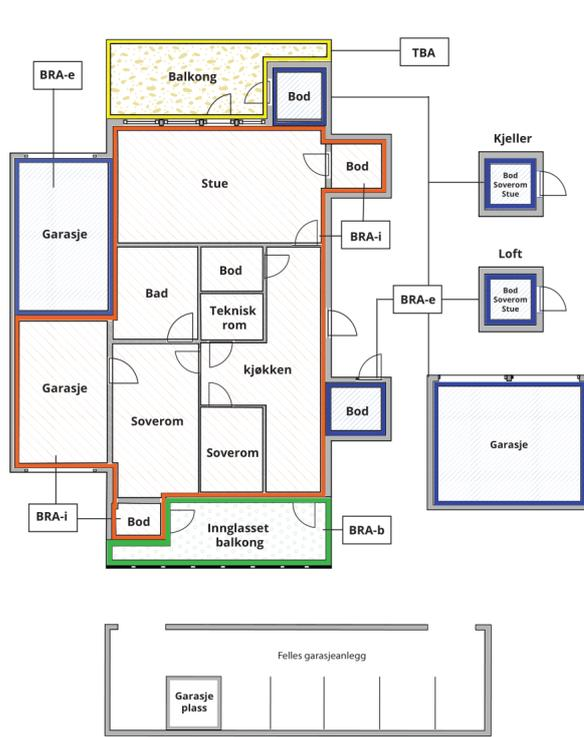 TBA
BRA-e
Balkong
Bod
Kjeller
Bod
Soverom
Stue
Stue
Bod
Garasje
BRA-i
Loft
Bod
Soverom
Stue
Bad
Bod
Teknisk
rom
BRA-e
kjøkken
Garasje
Soverom
Soverom
Bod
Garasje
BRA-i
Bod
Innglasset
balkong
BRA-b
Felles garasjeanlegg
Garasje
plass